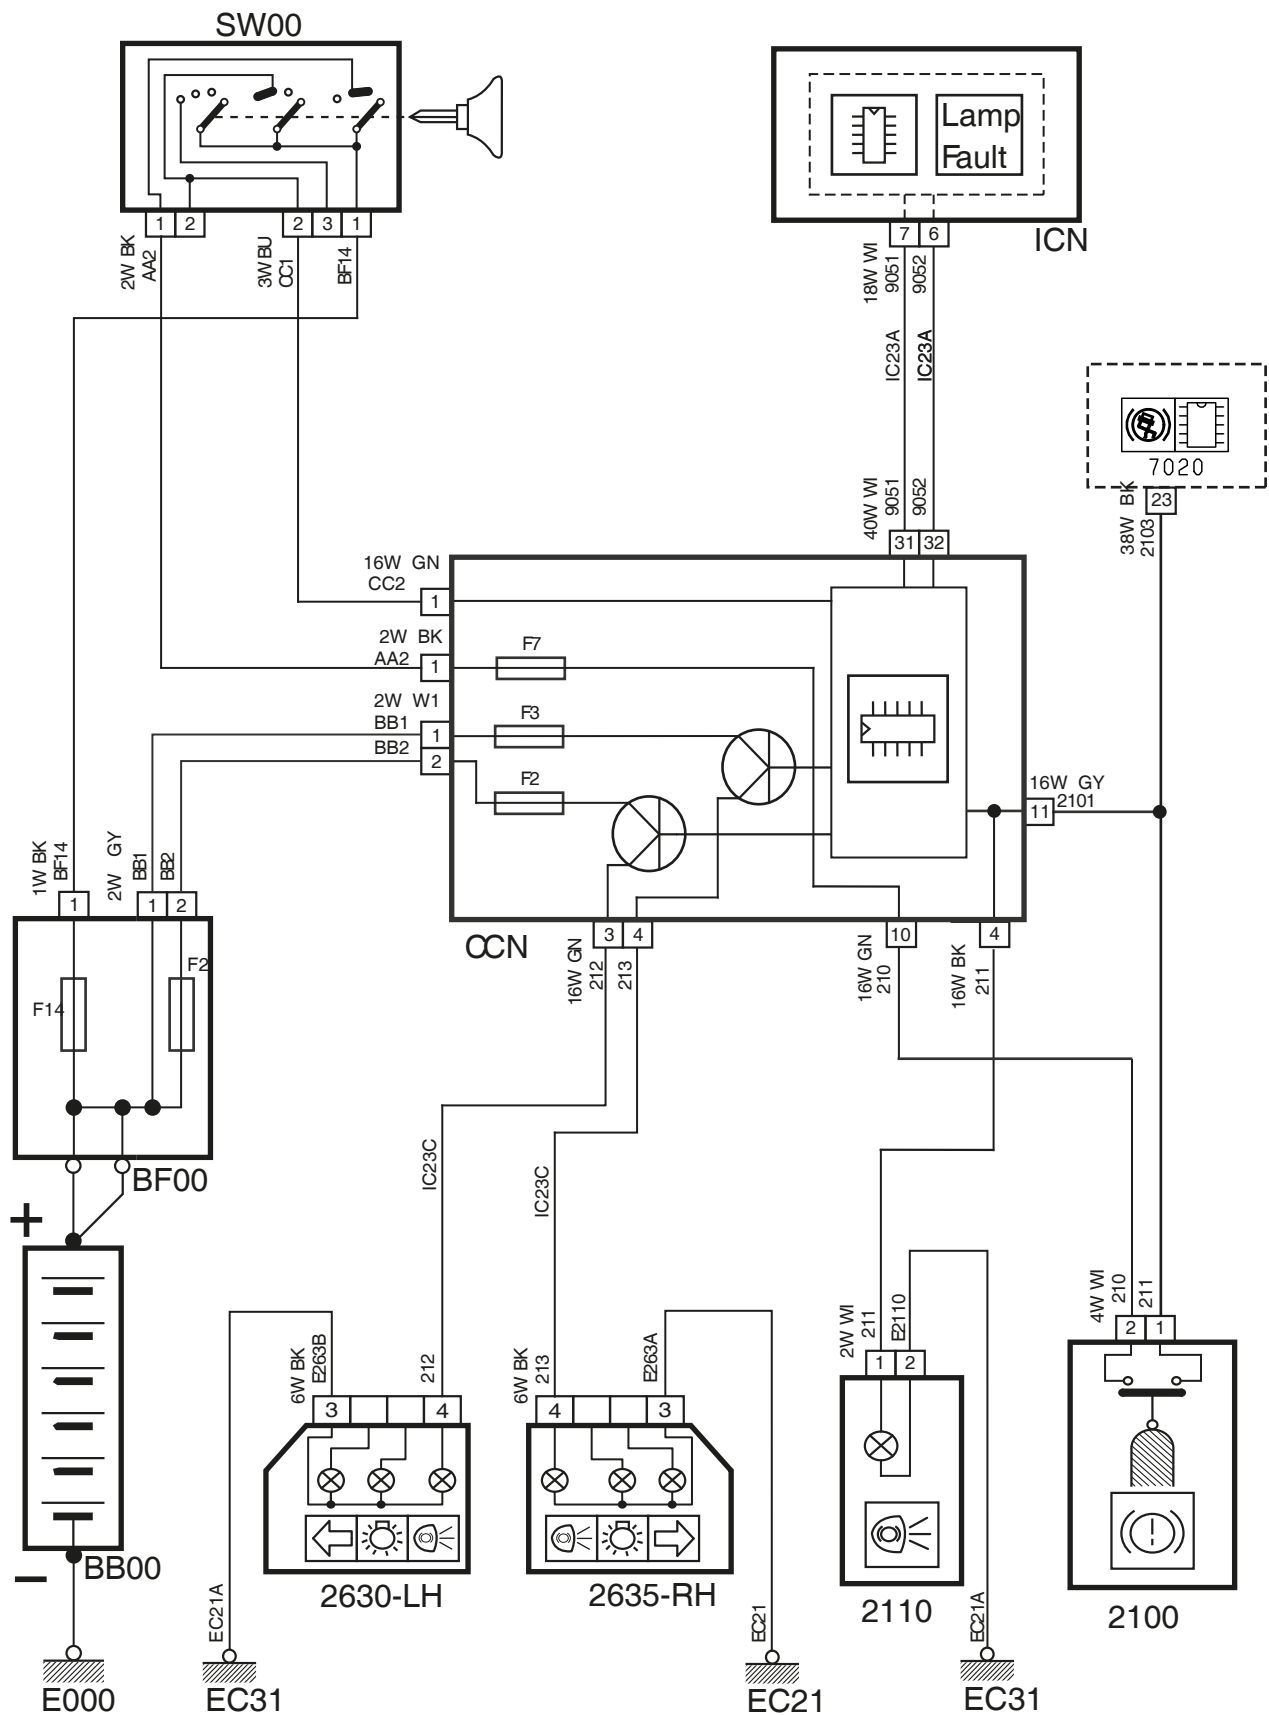 SW00
1 2 2 3 1
2W BK
AA2
3W BU
CC1
BF14
Lamp
Fault
7 6
ICN
18W WI
9051
9052
IC23A
IC23A
7020
23
38W BK
2103
40W WI
9051
9052
31 32
16W GN
CC2
1
2W BK
AA2
1
F7
2W W1
BB1
1
F3
BB2
2
F2
16W GY
11
2101
1W BK
BF14
2W GY
BB1
BB2
1 1 2
CCN
3 4
10
4
16W GN
212
213
16W GN
210
16W BK
211
F2
F14
BF00
IC23C
IC23C
+
6W BK
E263B
212
6W BK
213
E263A
2W WI
211
E2110
4W WI
210
211
3 4
4 3
1 2
2 1
BB00
–
2630-LH
2635-RH
2110
2100
EC21A
EC21
EC21A
E000
EC31
EC21
EC31